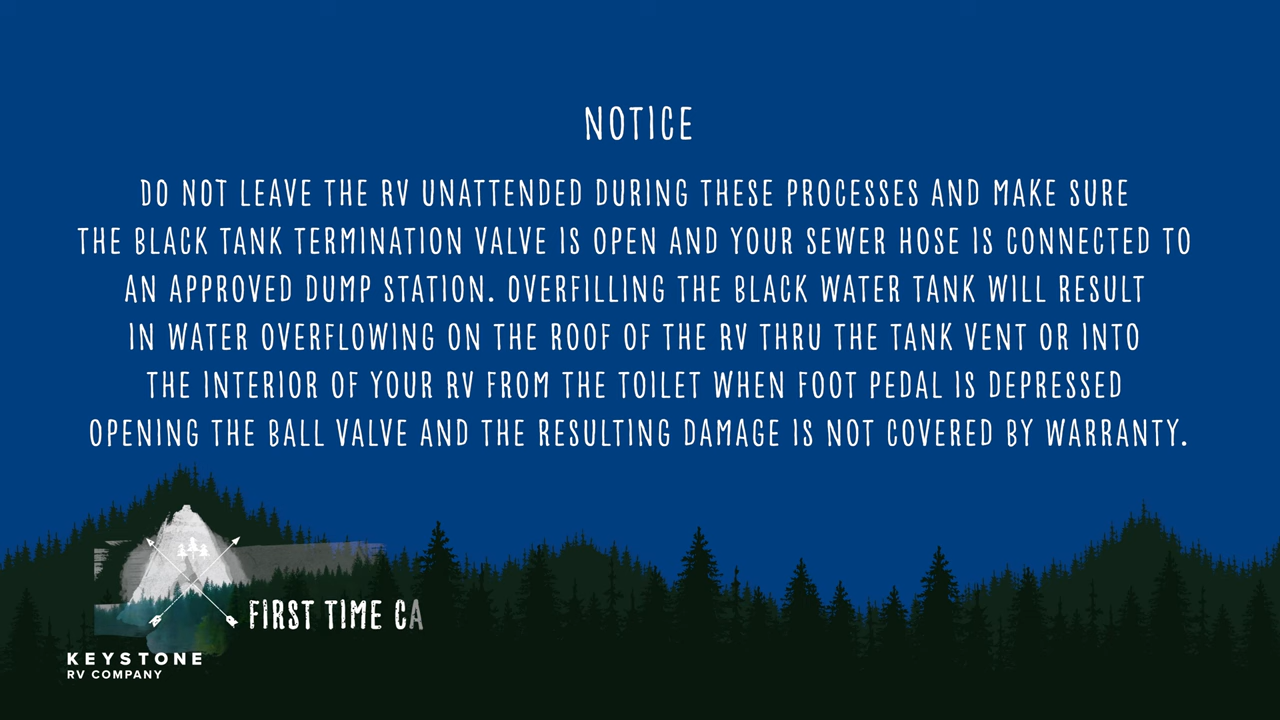 NOTICE
DO NOT LEAVE THE RV UNATTENDED DURING THESE PROCESSES AND MAKE SURE
THE BLACK TANK TERMINATION VALVE IS OPEN AND YOUR SEWER HOSE IS CONNECTED TO
AN APPROVED DUMP STATION. OVERFILLING THE BLACK WATER TANK WILL RESULT
IN WATER OVERFLOWING ON THE ROOF OF THE RV THRU THE TANK VENT OR INTO
THE INTERIOR OF YOUR RV FROM THE TOILET WHEN FOOT PEDAL IS DEPRESSED
OPENING THE BALL VALVE AND THE RESULTING DAMAGE IS NOT COVERED BY WARRANTY.
FIRST TIME CA
KEYSTONE
RV COMPANY